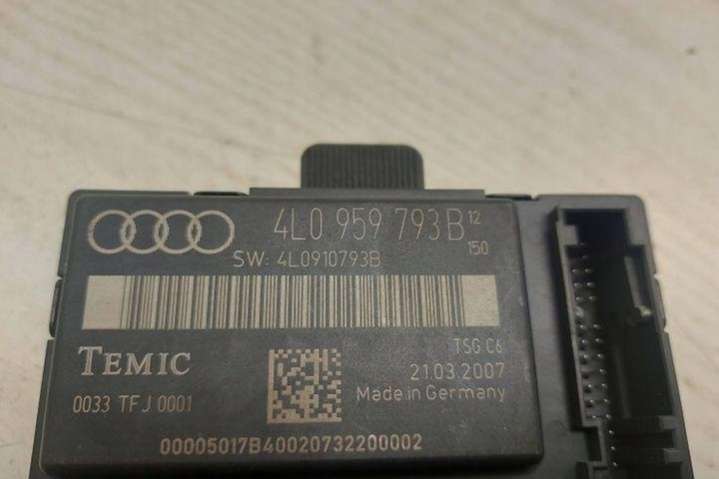 4L0 959 793B 12
150
SW: 4L0910793B
TEMIC
TSG C6
21.03.2007
0033 TFJ 0001
Made in Germany
00005017B40020732200002